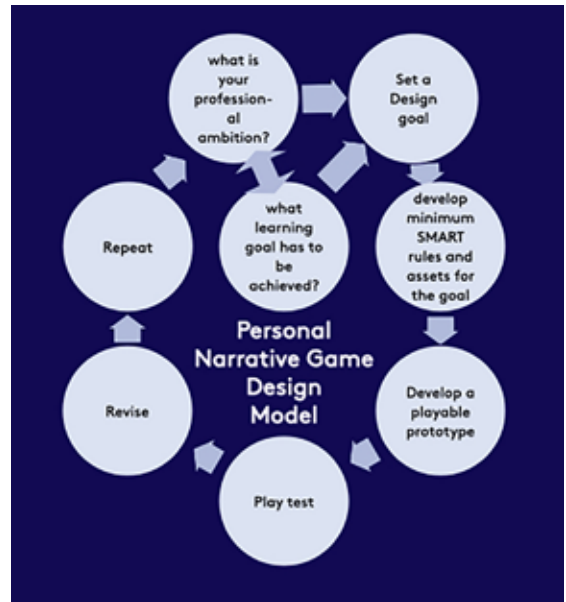 what is
your
profession-
al
ambition?
Set a
Design
goal
what
learning
goal has to
be
achieved?
develop
minimum
SMART
rules and
assets for
the goal
Repeat
Personal
Narrative Game
Design
Model
Revise
Develop a
playable
prototype
Play test